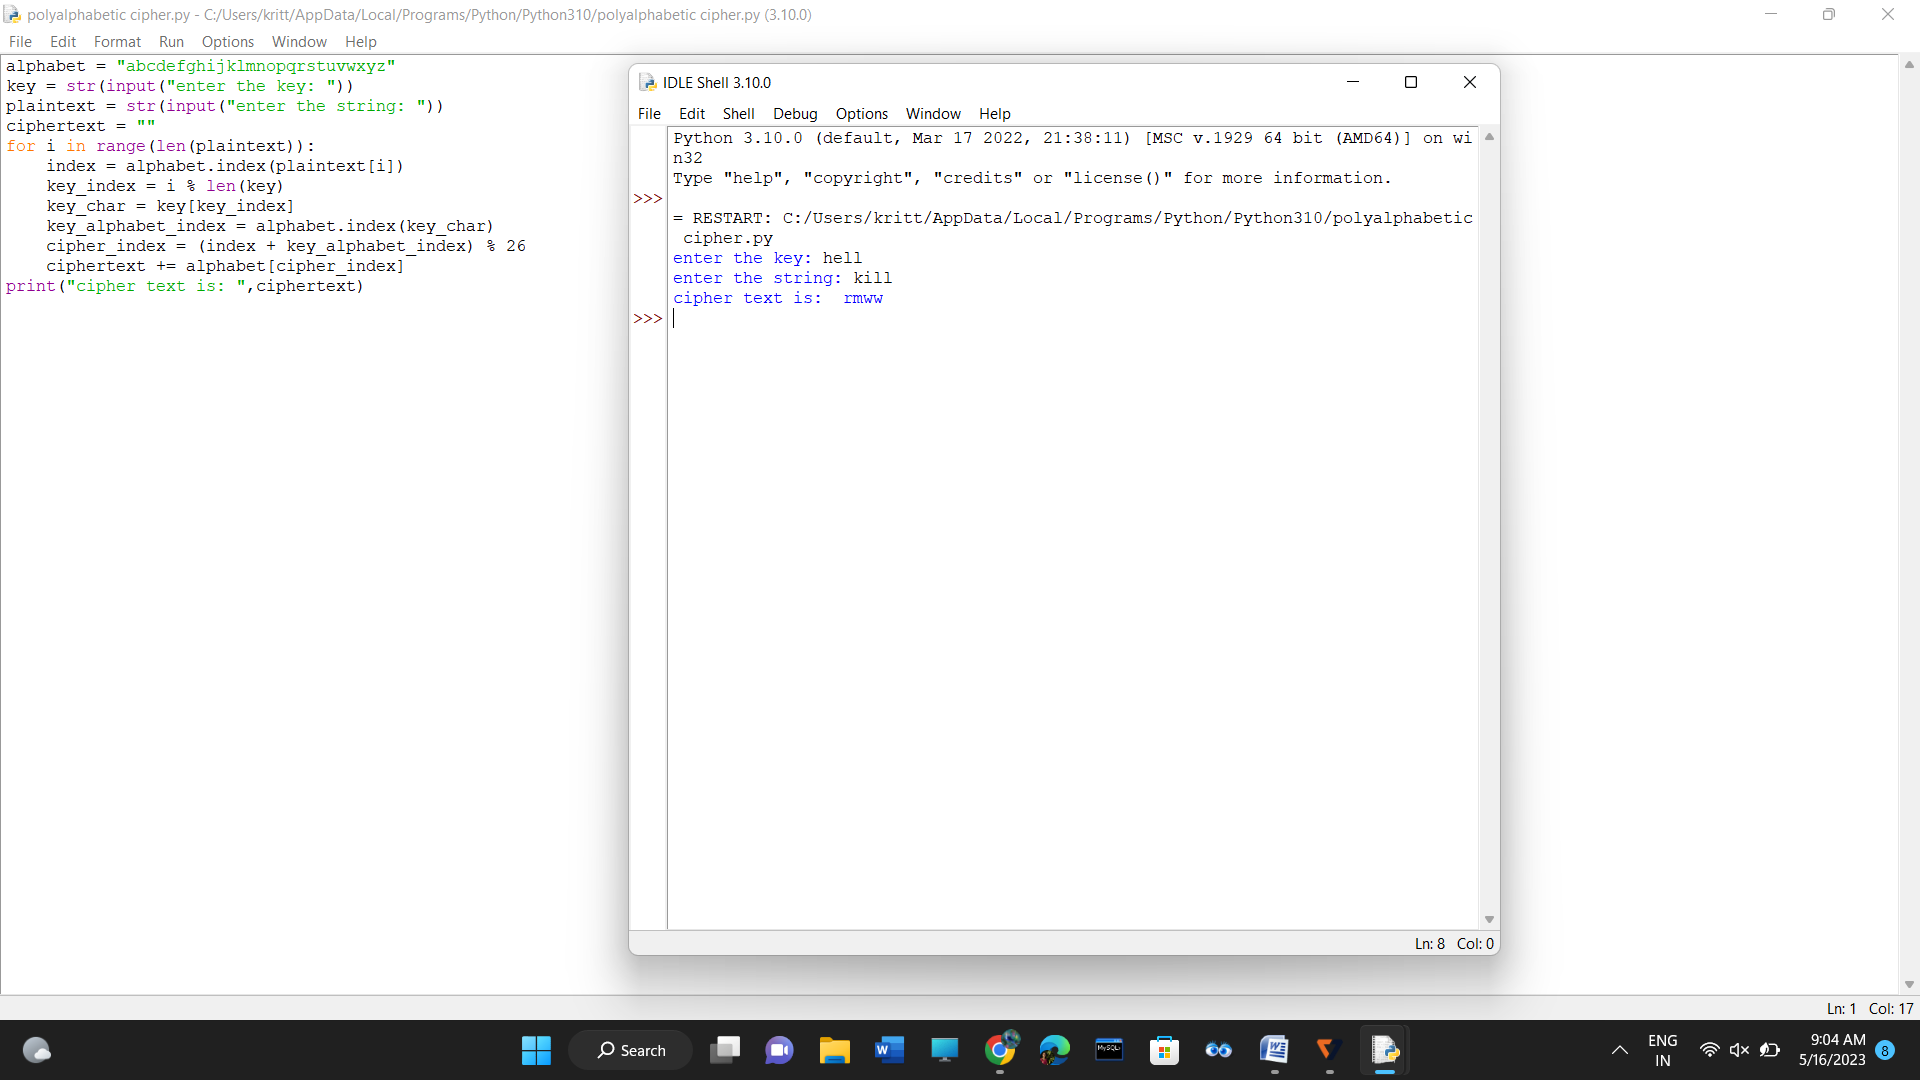 polyalphabetic cipher.py - C:/Users/kritt/AppData/Local/Programs/Python/Python310/polyalphabetic cipher.py (3.10.0)
File Edit Format Run Options Window Help
alphabet = "abcdefghijklmnopqrstuvwxyz"
key = str(input("enter the key: "))
plaintext = str(input("enter the string: "))
ciphertext = ""
for i in range(len(plaintext)):
    index = alphabet.index(plaintext[i])
    key_index = i % len(key)
    key_char = key[key_index]
    key_alphabet_index = alphabet.index(key_char)
    cipher_index = (index + key_alphabet_index) % 26
    ciphertext += alphabet[cipher_index]
print("cipher text is: ",ciphertext)
IDLE Shell 3.10.0
File Edit Shell Debug Options Window Help
Python 3.10.0 (default, Mar 17 2022, 21:38:11) [MSC v.1929 64 bit (AMD64)] on wi
n32
Type "help", "copyright", "credits" or "license()" for more information.
>>>
= RESTART: C:/Users/kritt/AppData/Local/Programs/Python/Python310/polyalphabetic
 cipher.py
enter the key: hell
enter the string: kill
cipher text is:  rmww
>>>
Ln: 8 Col: 0
Ln: 1 Col: 17
Search
W
MySQL
W
ENG
IN
9:04 AM
5/16/2023
8